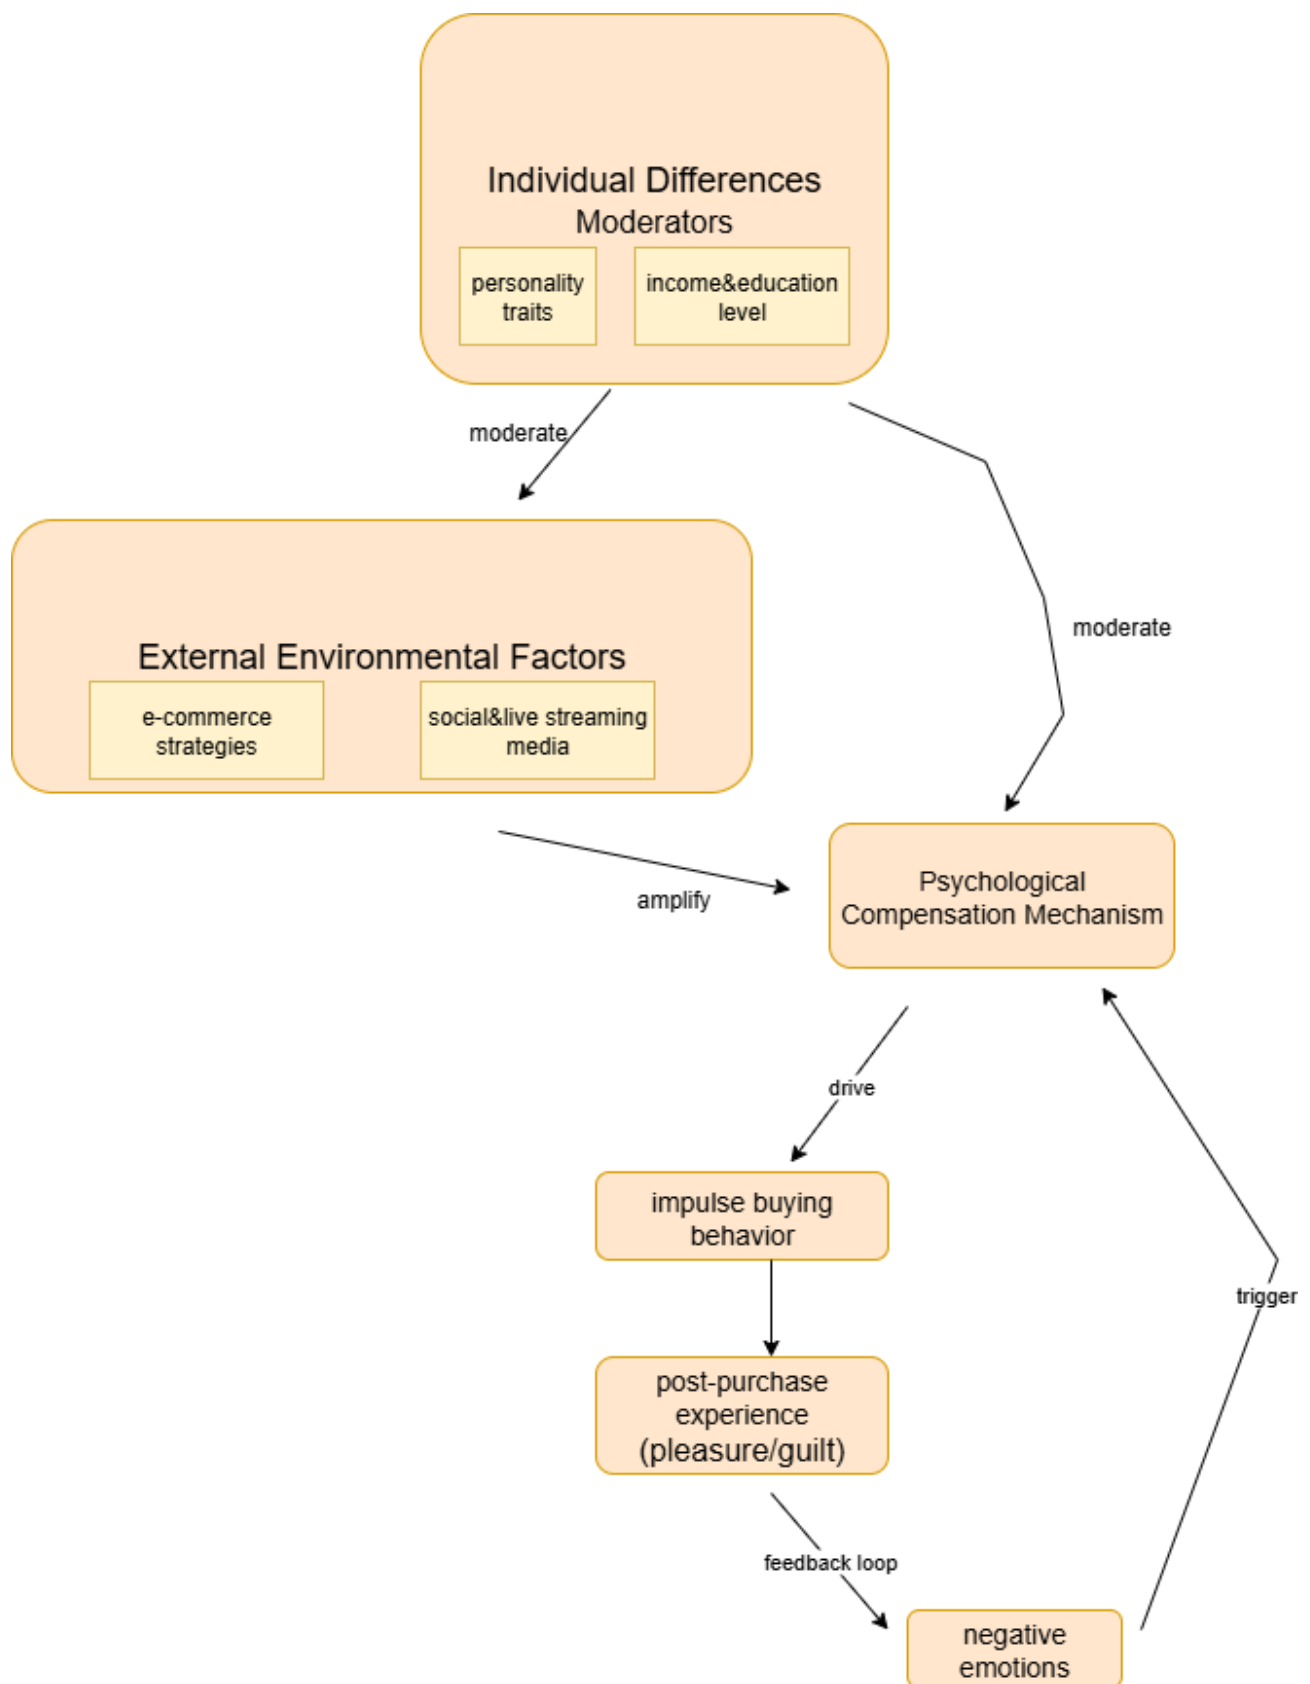 Individual Differences
Moderators
personality
traits
income&education
level
moderate
moderate
External Environmental Factors
e-commerce
strategies
social&live streaming
media
amplify
Psychological
Compensation Mechanism
drive
impulse buying
behavior
trigger
post-purchase
experience
(pleasure/guilt)
feedback loop
negative
emotions